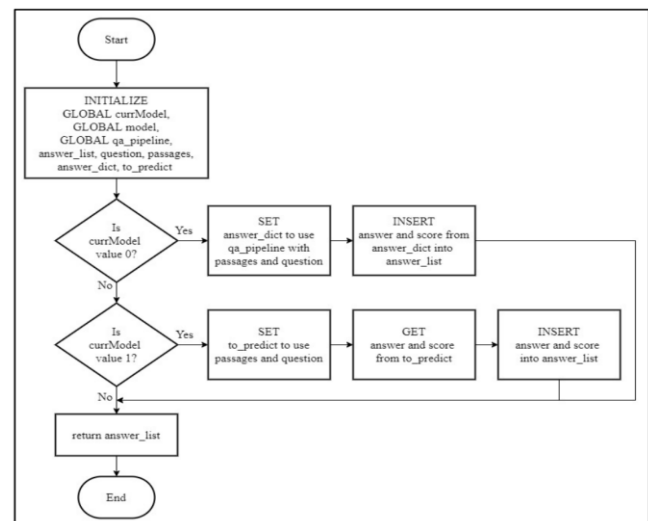 Start
INITIALIZE
GLOBAL currModel,
GLOBAL model,
GLOBAL qa_pipeline,
answer_list, question, passages,
answer_dict, to_predict
Is
currModel
value 0?
Yes
SET
answer_dict to use
qa_pipeline with
passages and question
INSERT
answer and score from
answer_dict into
answer_list
No
Is
currModel
value 1?
Yes
SET
to_predict to use
passages and question
GET
answer and score
from to_predict
INSERT
answer and score
into answer_list
No
return answer_list
End